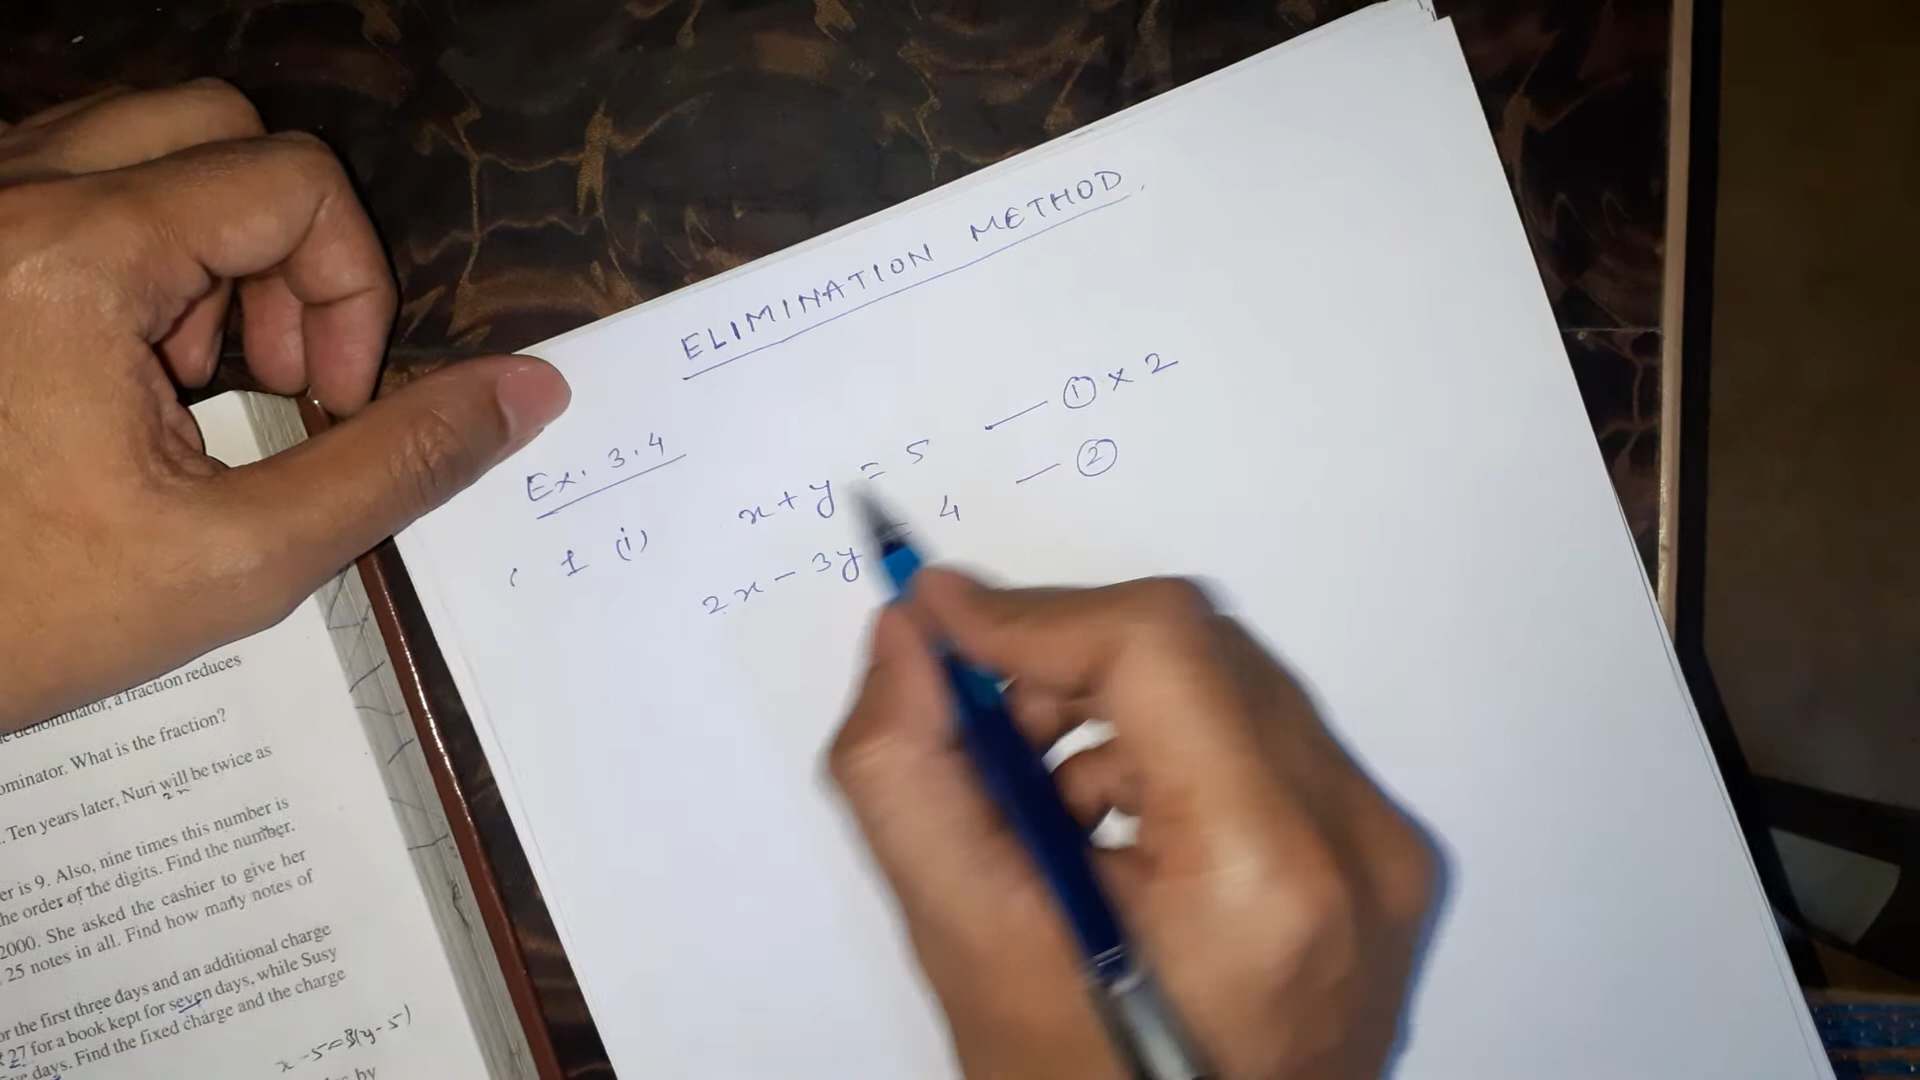 ELIMINATION METHOD.
Ex. 3.4
1 (i) x + y = 5 — ① × 2
2x - 3y = 4 — ②
denominator, a fraction reduces
ominator. What is the fraction?
. Ten years later, Nuri will be twice as
2x
er is 9. Also, nine times this number is
he order of the digits. Find the number.
2000. She asked the cashier to give her
25 notes in all. Find how many notes of
or the first three days and an additional charge
₹ 27 for a book kept for seven days, while Susy
days. Find the fixed charge and the charge
x - 5 = 3(y - 5)
by